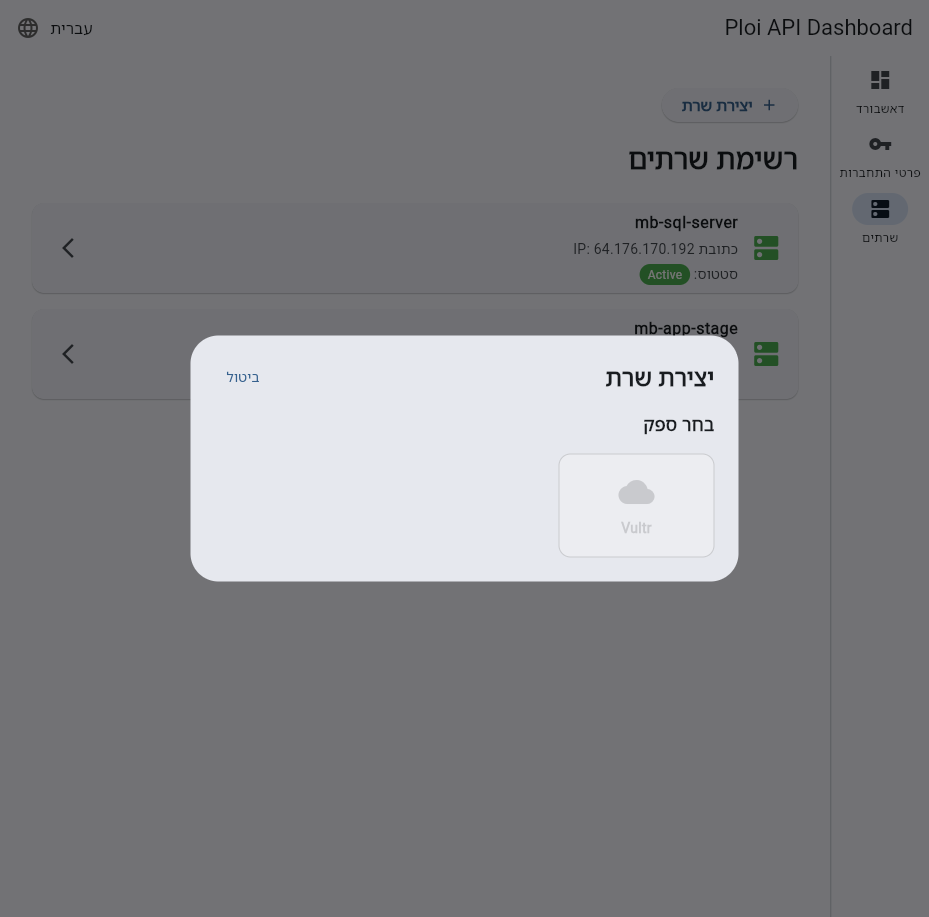 Ploi API Dashboard
עברית
דאשבורד
פרטי התחברות
שרתים
+ יצירת שרת
רשימת שרתים
mb-sql-server
כתובת IP: 64.176.170.192
סטטוס: Active
mb-app-stage
יצירת שרת
ביטול
בחר ספק
Vultr